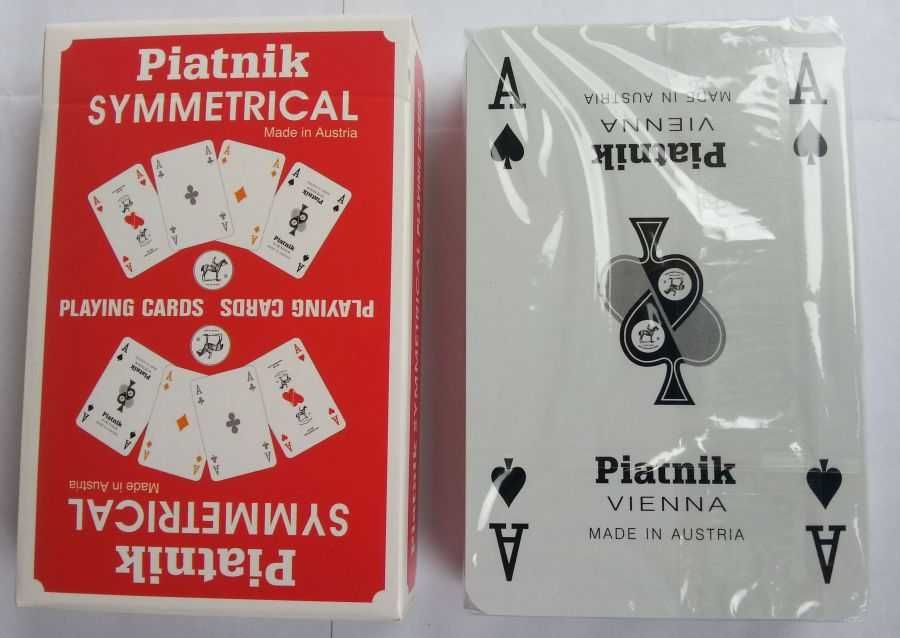 Piatnik
SYMMETRICAL
Made in Austria
PLAYING CARDS PLAYING CARDS
Made in Austria
SYMMETRICAL
Piatnik
A A
MADE IN AUSTRIA
VIENNA
Piatnik
Piatnik
VIENNA
MADE IN AUSTRIA
A A